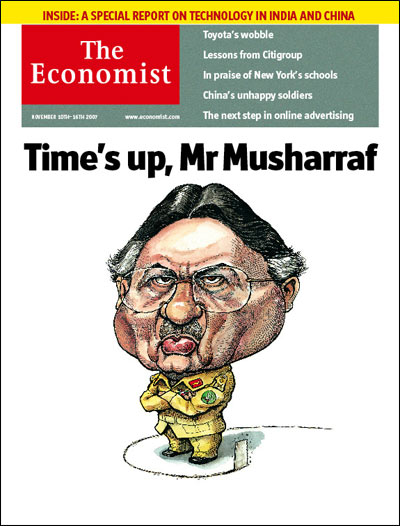 INSIDE: A SPECIAL REPORT ON TECHNOLOGY IN INDIA AND CHINA
The
Economist
NOVEMBER 10TH–16TH 2007
www.economist.com
Toyota's wobble
Lessons from Citigroup
In praise of New York's schools
China's unhappy soldiers
The next step in online advertising
Time's up, Mr Musharraf